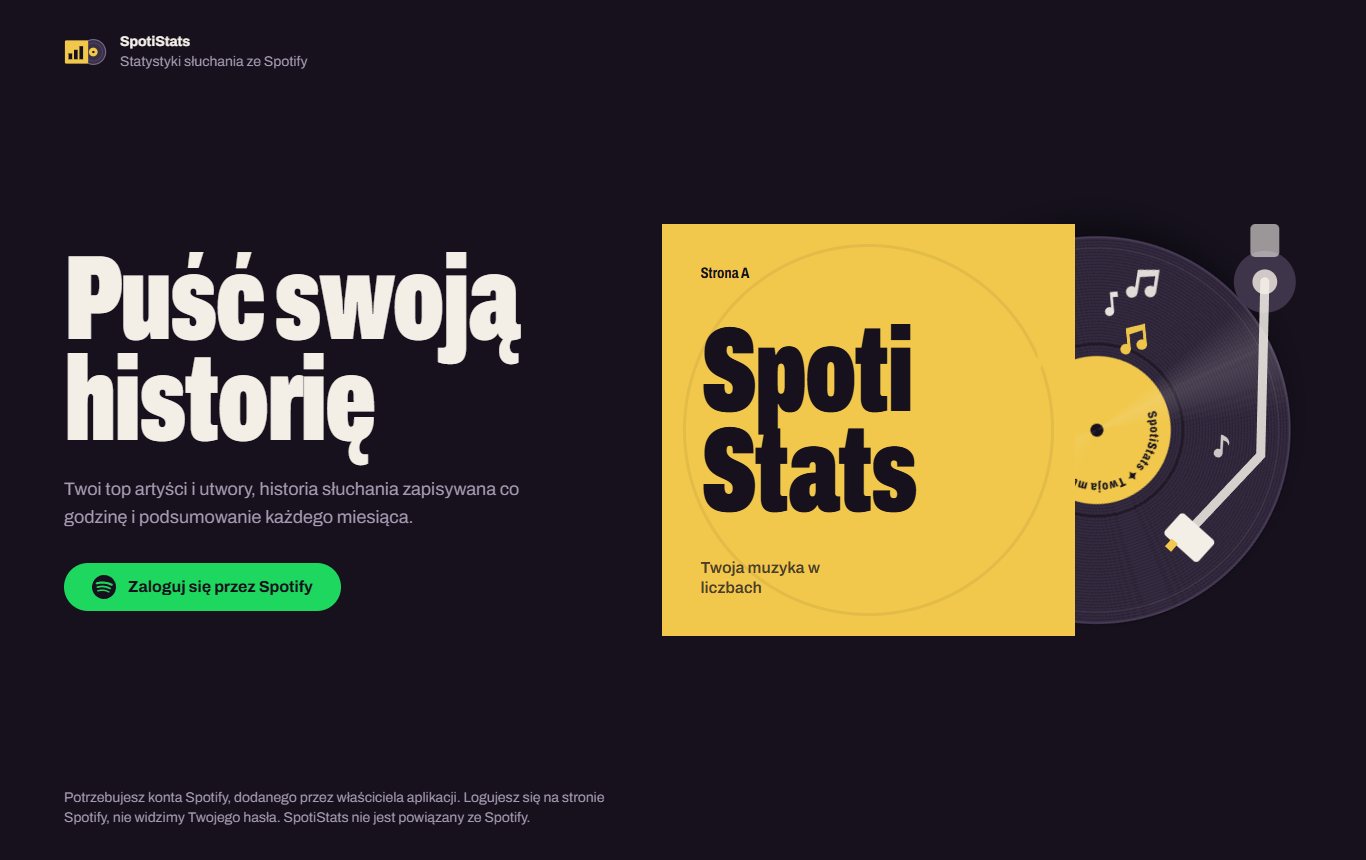 SpotiStats
Statystyki słuchania ze Spotify
Puść swoją
historię
Twoi top artyści i utwory, historia słuchania zapisywana co
godzinę i podsumowanie każdego miesiąca.
Zaloguj się przez Spotify
Strona A
Spoti
Stats
Twoja muzyka w
liczbach
SpotiStats ✦ Twoja
Potrzebujesz konta Spotify, dodanego przez właściciela aplikacji. Logujesz się na stronie
Spotify, nie widzimy Twojego hasła. SpotiStats nie jest powiązany ze Spotify.